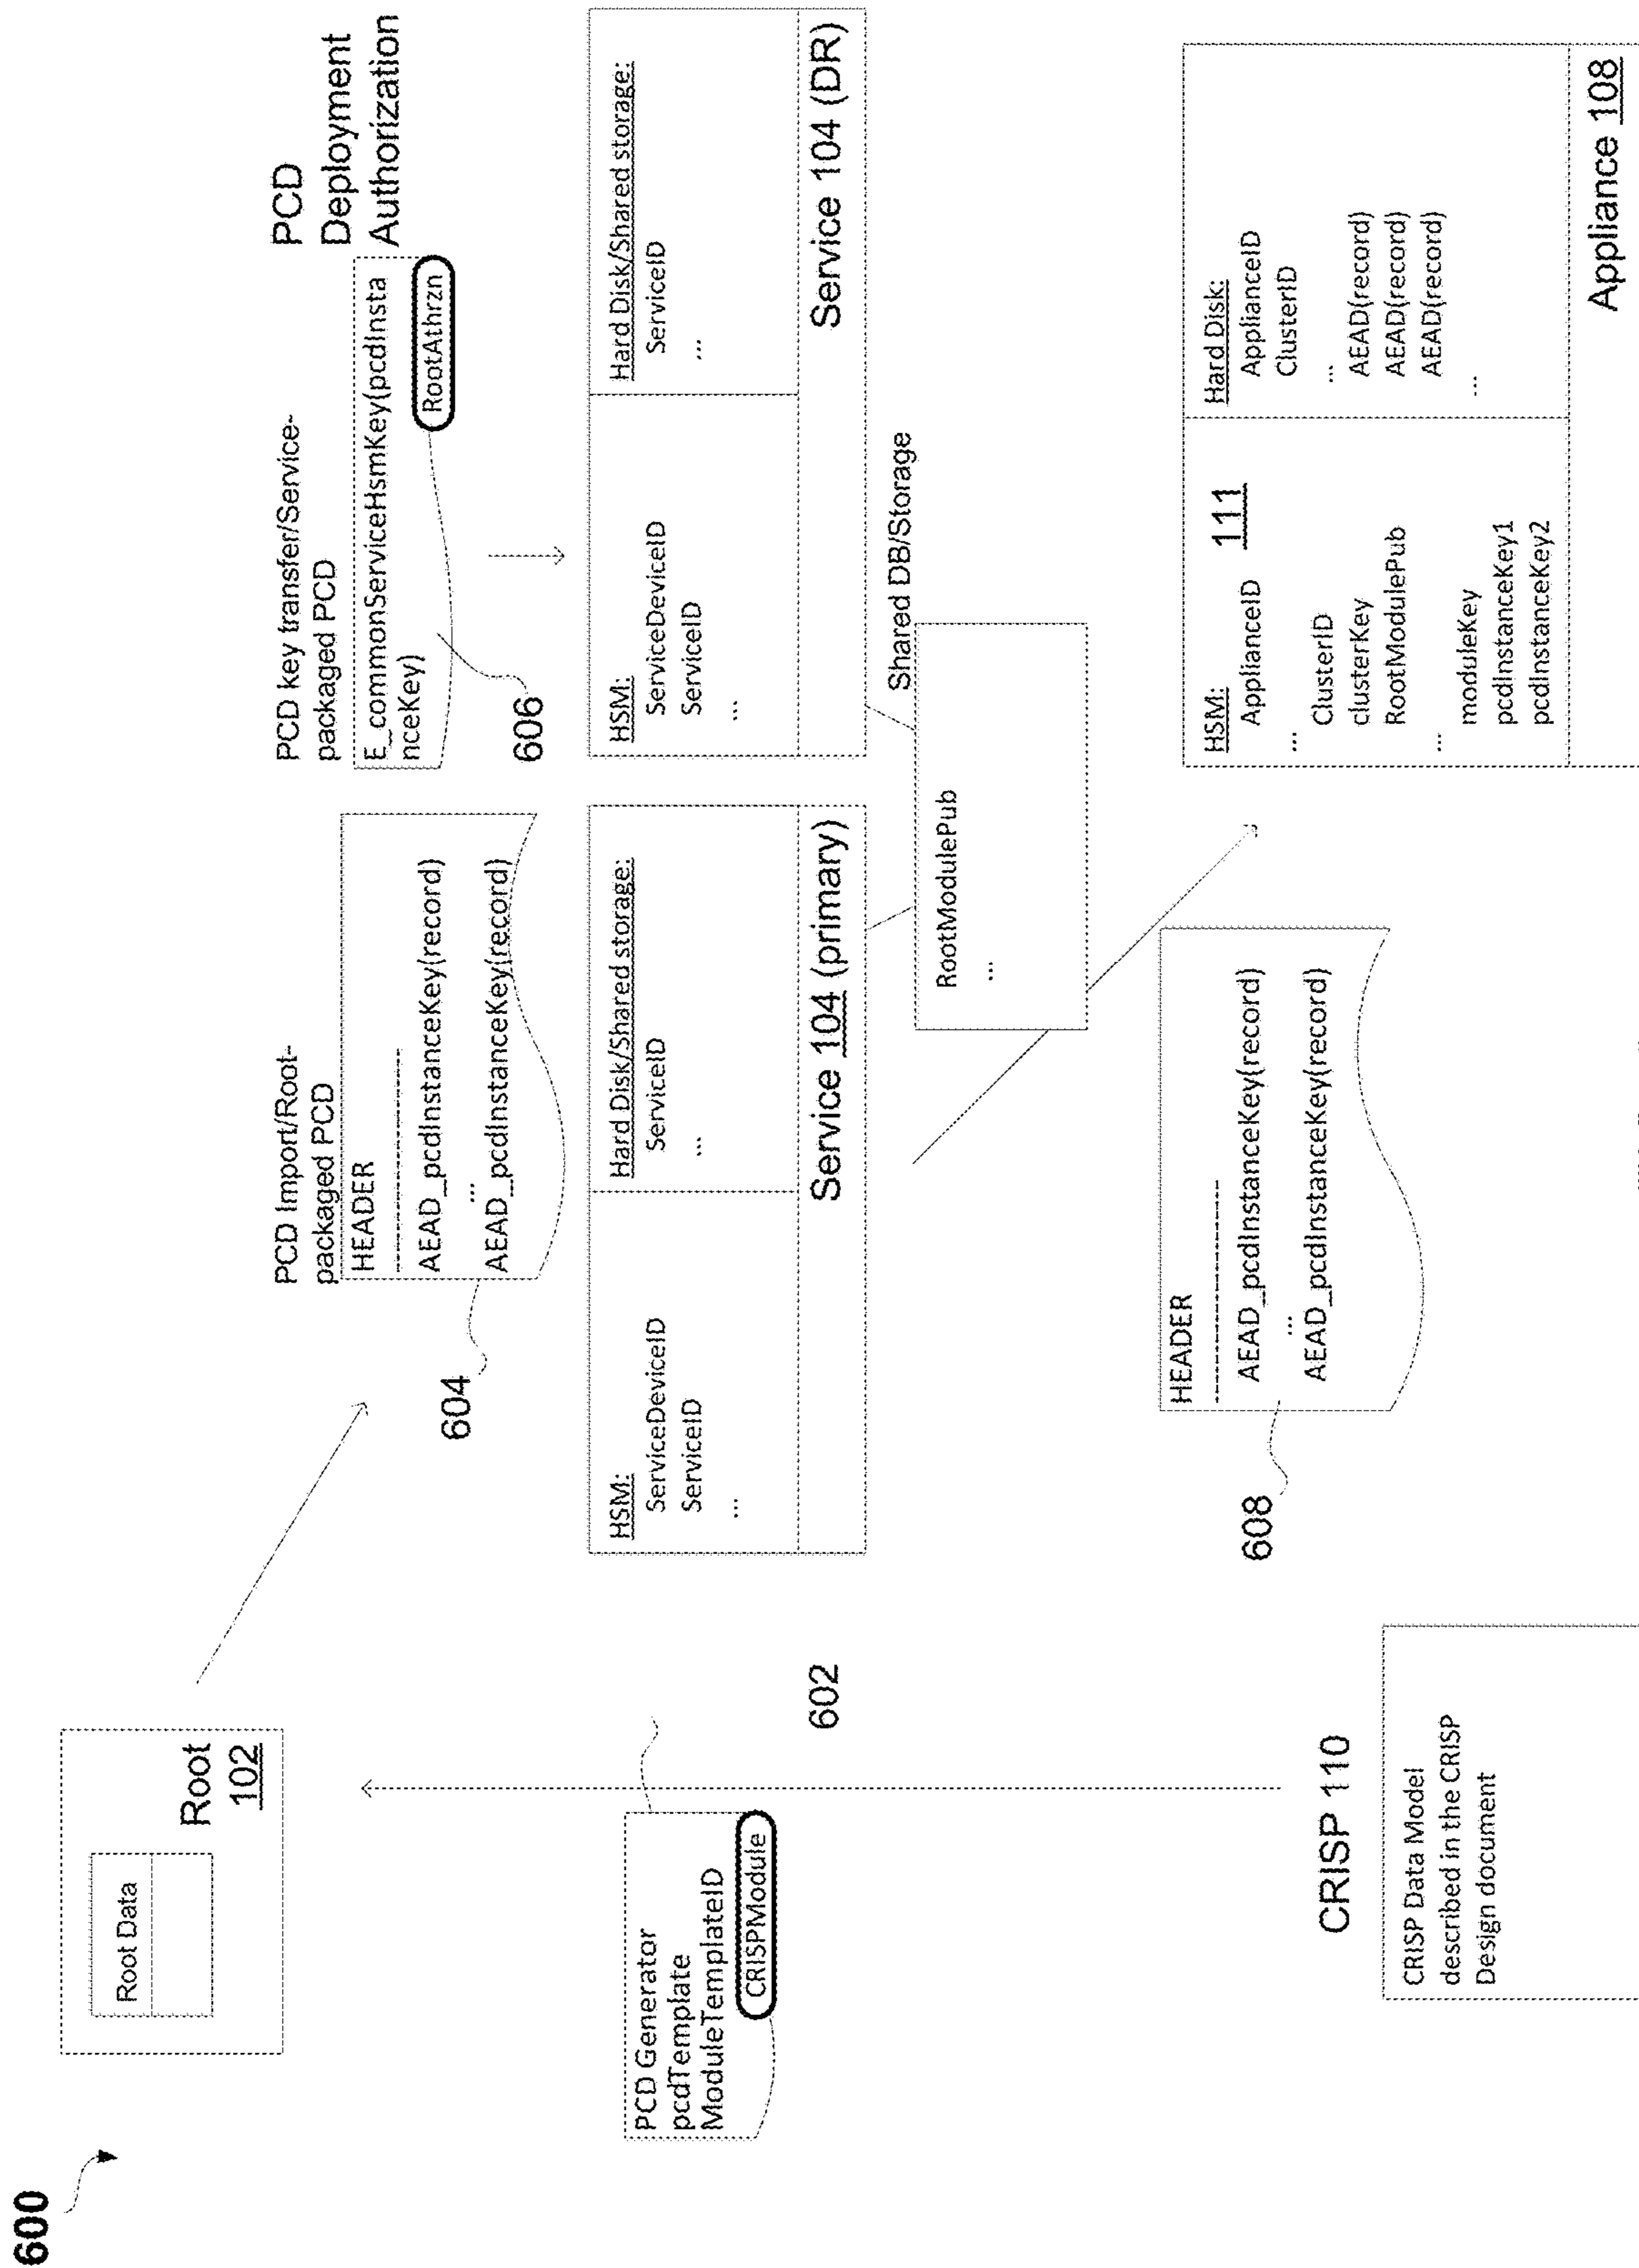 600
Root Data
Root
102
PCD Import/Root-
packaged PCD
HEADER
---------------------
AEAD_pcdInstanceKey(record)
...
AEAD_pcdInstanceKey(record)
604
PCD key transfer/Service-
packaged PCD
E_commonServiceHsmKey(pcdInsta
nceKey)
RootAthrzn
606
PCD
Deployment
Authorization
PCD Generator
pcdTemplate
ModuleTemplateID
CRISPModule
602
HSM:
ServiceDeviceID
ServiceID
...
Hard Disk/Shared storage:
ServiceID
...
Service 104 (primary)
HSM:
ServiceDeviceID
ServiceID
...
Hard Disk/Shared storage:
ServiceID
...
Service 104 (DR)
Shared DB/Storage
RootModulePub
...
CRISP 110
CRISP Data Model
described in the CRISP
Design document
HEADER
---------------------
AEAD_pcdInstanceKey(record)
...
AEAD_pcdInstanceKey(record)
608
HSM:
111
ApplianceID
...
ClusterID
clusterKey
RootModulePub
...
moduleKey
pcdInstanceKey1
pcdInstanceKey2
Hard Disk:
ApplianceID
ClusterID
...
AEAD(record)
AEAD(record)
AEAD(record)
...
Appliance 108